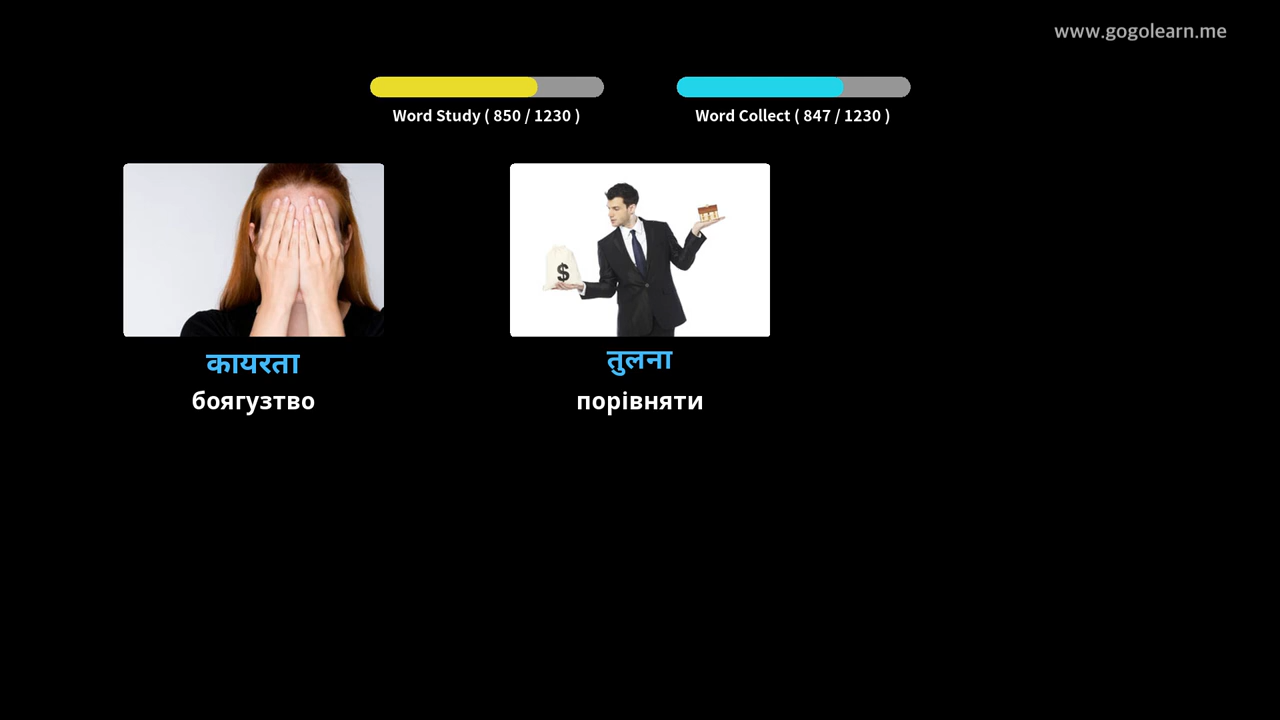 www.gogolearn.me
Word Study ( 850 / 1230 )
Word Collect ( 847 / 1230 )
$
कायरता
боягузтво
तुलना
порівняти